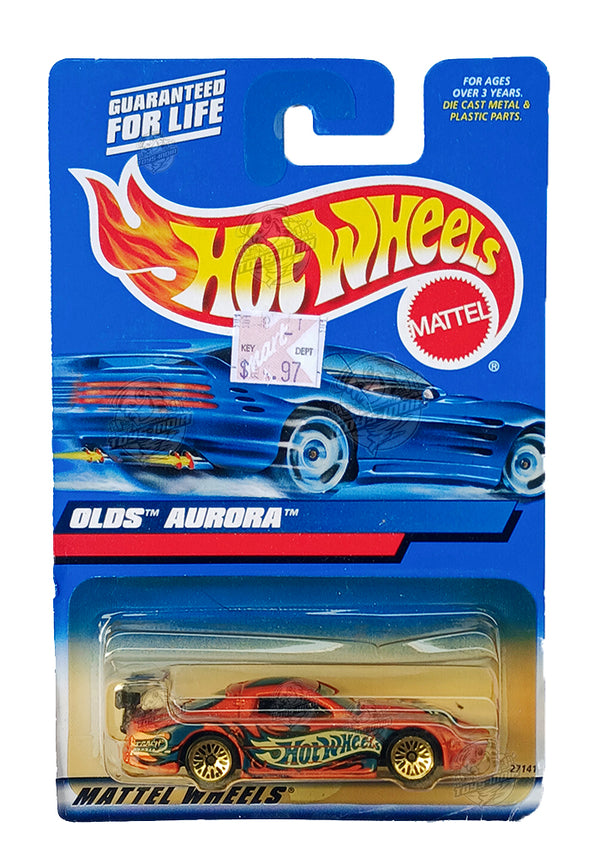 GUARANTEED
FOR LIFE
FOR AGES
OVER 3 YEARS.
DIE CAST METAL &
PLASTIC PARTS.
HOT WHEELS
MATTEL
®
KEY
DEPT
.97
OLDS™ AURORA™
HOT WHEELS
27141
MATTEL WHEELS®